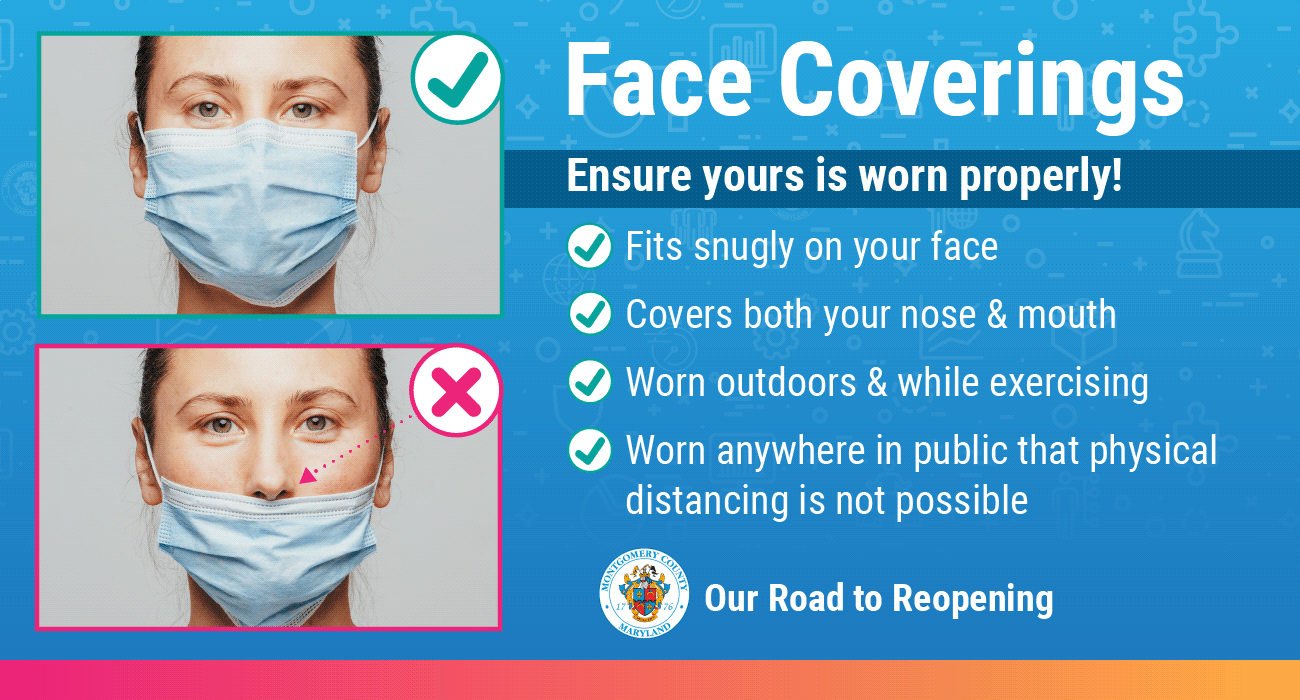 Face Coverings
Ensure yours is worn properly!
Fits snugly on your face
Covers both your nose & mouth
Worn outdoors & while exercising
Worn anywhere in public that physical
distancing is not possible
MONTGOMERY COUNTY
17 76
MARYLAND
Our Road to Reopening